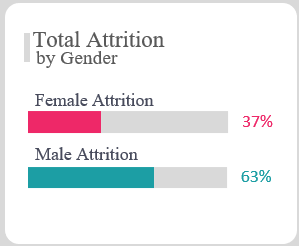 Total Attrition
by Gender
Female Attrition
37%
Male Attrition
63%